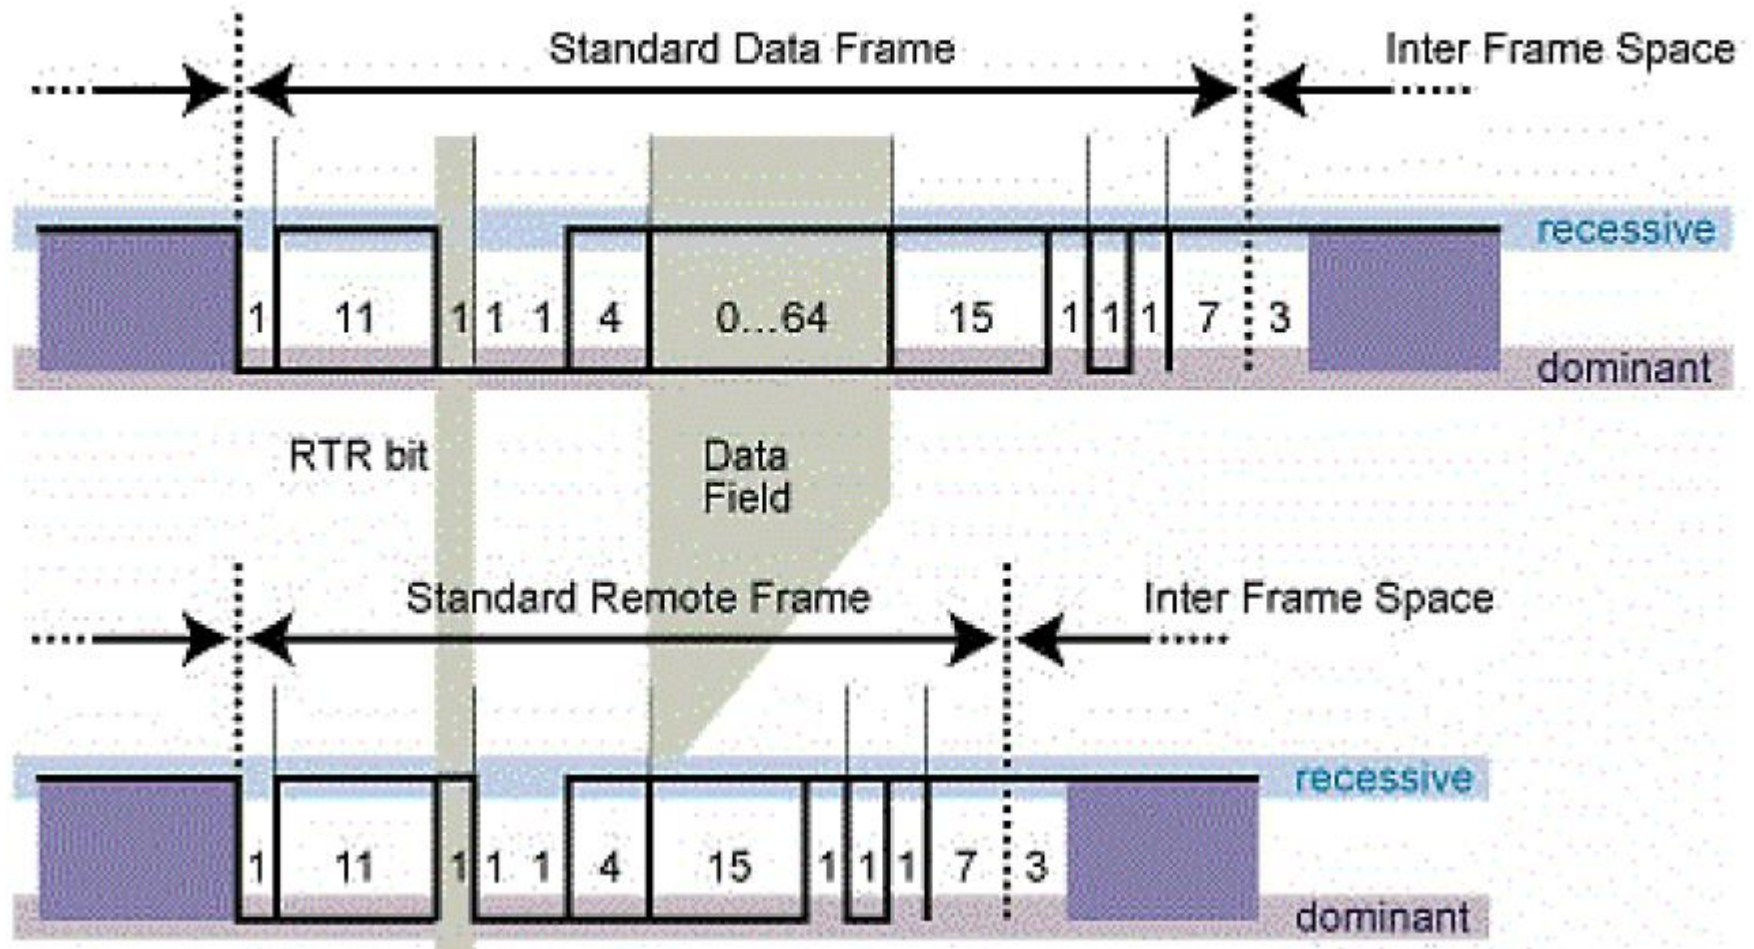 Standard Data Frame Inter Frame Space
recessive
1 11 1 1 1 4 0...64 15 1 1 1 7 3
dominant
RTR bit Data
Field
Standard Remote Frame Inter Frame Space
recessive
1 11 1 1 1 4 15 1 1 1 7 3
dominant